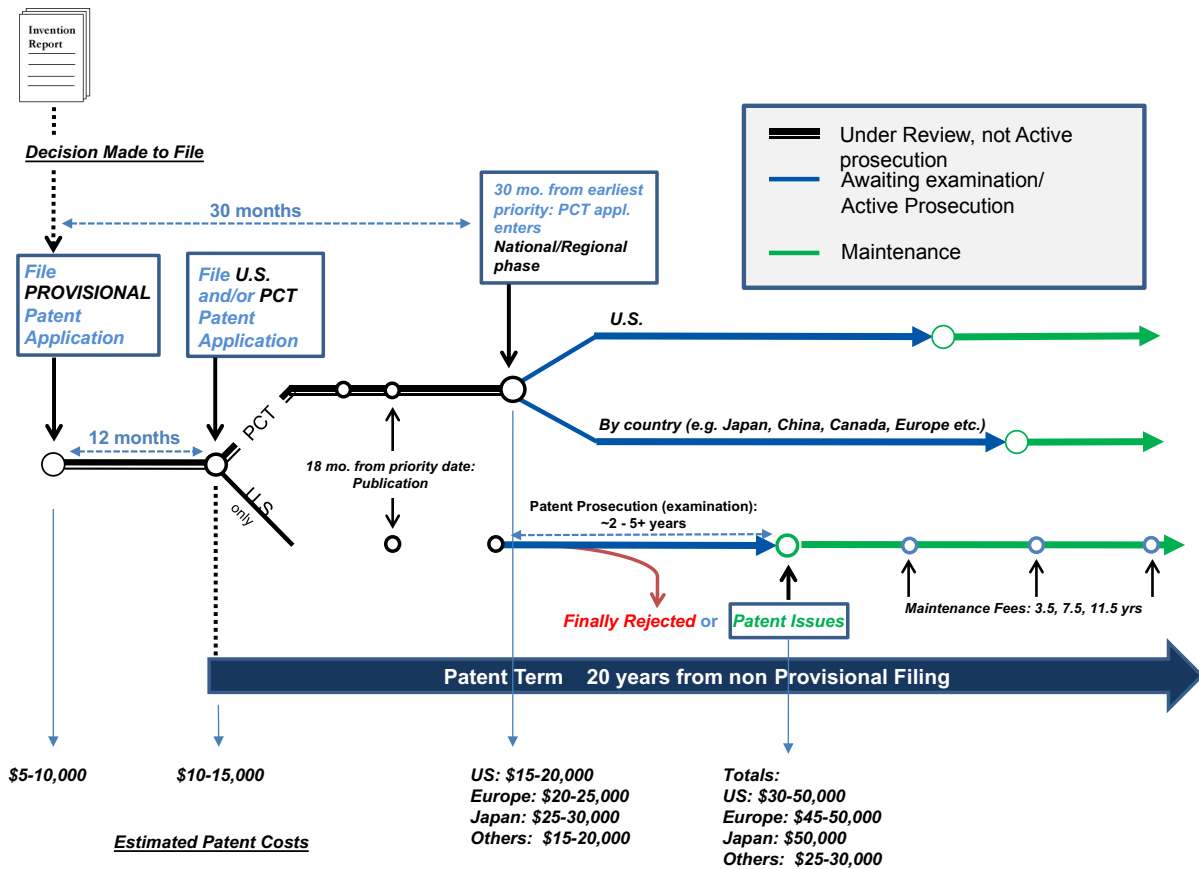 Invention
Report
Decision Made to File
30 months
30 mo. from earliest
priority: PCT appl.
enters
National/Regional
phase
Under Review, not Active
prosecution
Awaiting examination/
Active Prosecution
Maintenance
File
PROVISIONAL
Patent
Application
File U.S.
and/or PCT
Patent
Application
U.S.
PCT
By country (e.g. Japan, China, Canada, Europe etc.)
12 months
18 mo. from priority date:
Publication
U.S
only
Patent Prosecution (examination):
~2 - 5+ years
Finally Rejected or
Patent Issues
Maintenance Fees: 3.5, 7.5, 11.5 yrs
Patent Term 20 years from non Provisional Filing
$5-10,000
$10-15,000
US: $15-20,000
Europe: $20-25,000
Japan: $25-30,000
Others: $15-20,000
Totals:
US: $30-50,000
Europe: $45-50,000
Japan: $50,000
Others: $25-30,000
Estimated Patent Costs